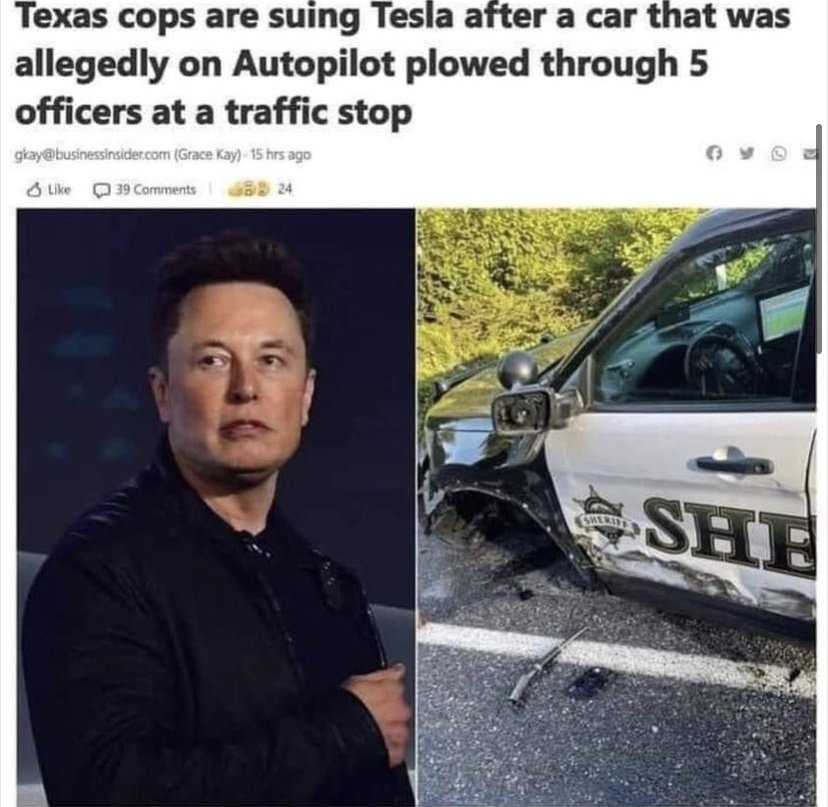 Texas cops are suing Tesla after a car that was
allegedly on Autopilot plowed through 5
officers at a traffic stop
gkay@businessinsider.com (Grace Kay) - 15 hrs ago
Like 39 Comments 24
SHERIFF
SHE